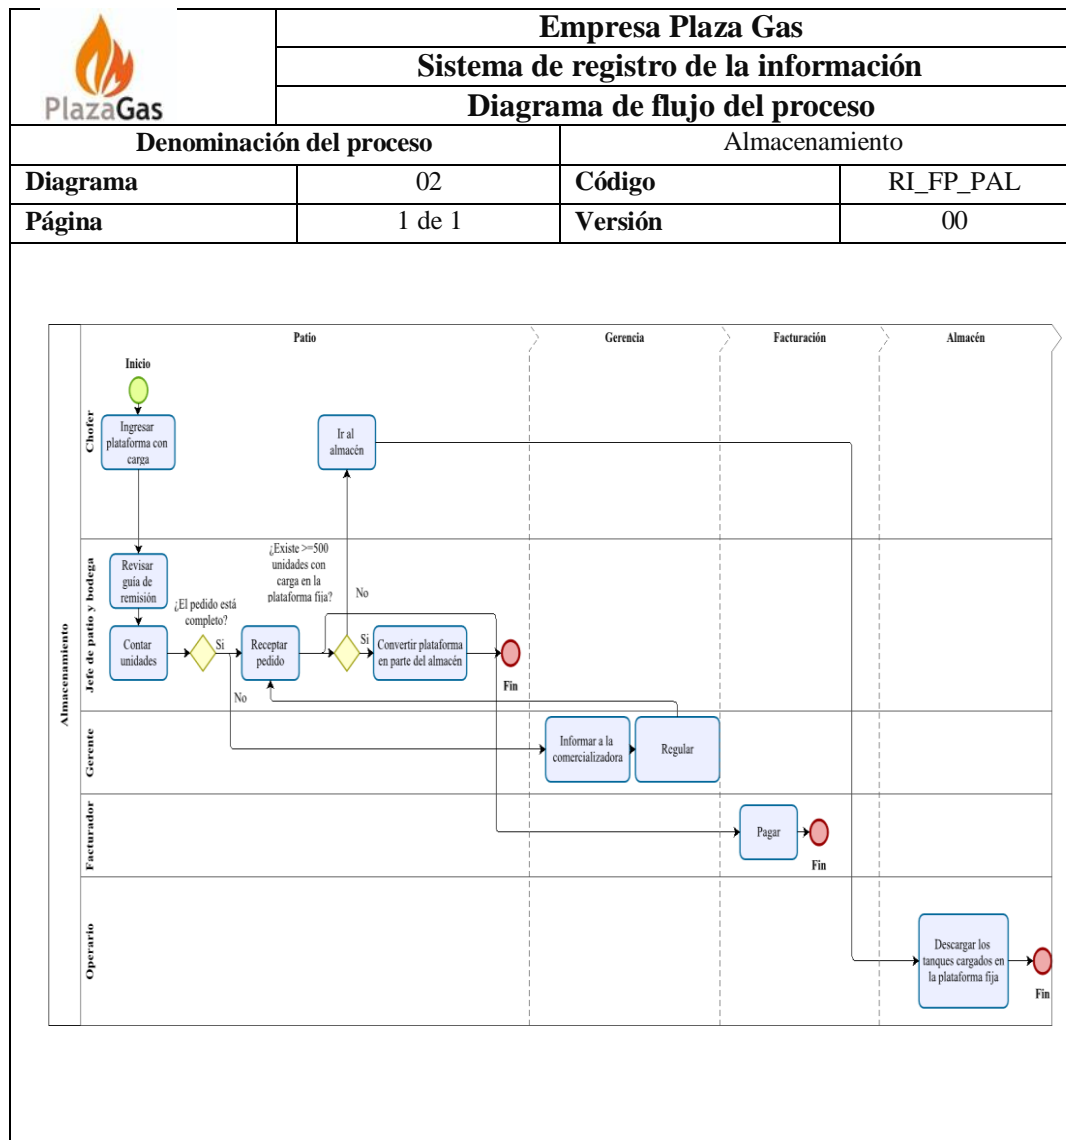 PlazaGas
Empresa Plaza Gas
Sistema de registro de la información
Diagrama de flujo del proceso
Denominación del proceso
Almacenamiento
Diagrama
02
Código
RI_FP_PAL
Página
1 de 1
Versión
00
Patio
Gerencia
Facturación
Almacén
Almacenamiento
Chofer
Inicio
Ingresar
plataforma con
carga
Ir al
almacén
Jefe de patio y bodega
Revisar
guía de
remisión
Contar
unidades
¿El pedido está
completo?
Si
No
Receptar
pedido
¿Existe >=500
unidades con
carga en la
plataforma fija?
No
Si
Convertir plataforma
en parte del almacén
Fin
Gerente
Informar a la
comercializadora
Regular
Facturador
Pagar
Fin
Operario
Descargar los
tanques cargados en
la plataforma fija
Fin